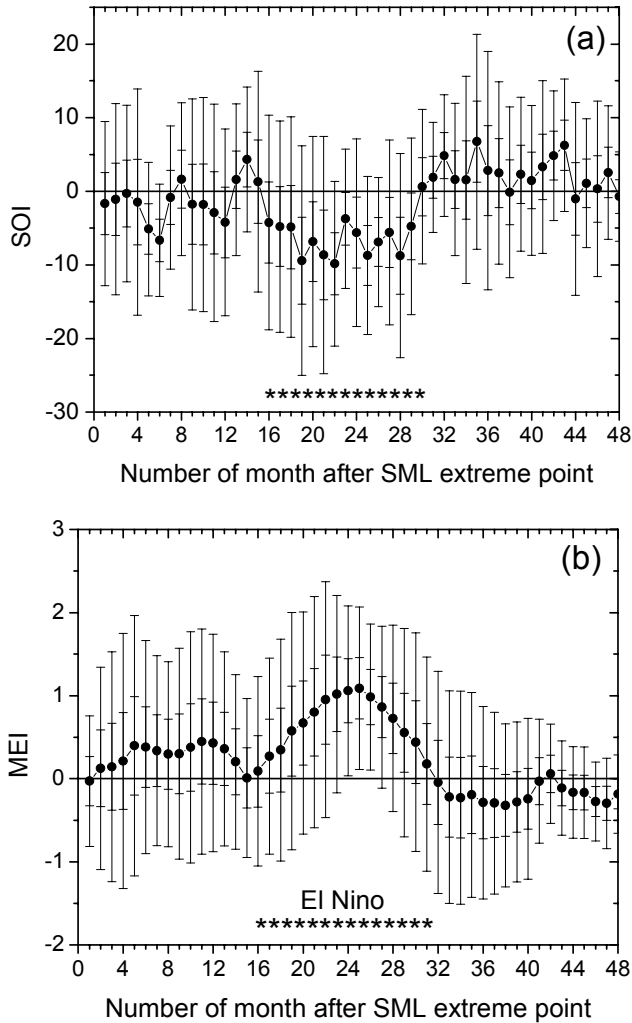 (a)
SOI
20
10
0
-10
-20
-30
**************
0 4 8 12 16 20 24 28 32 36 40 44 48
Number of month after SML extreme point
(b)
MEI
3
2
1
0
-1
-2
El Nino
****************
0 4 8 12 16 20 24 28 32 36 40 44 48
Number of month after SML extreme point